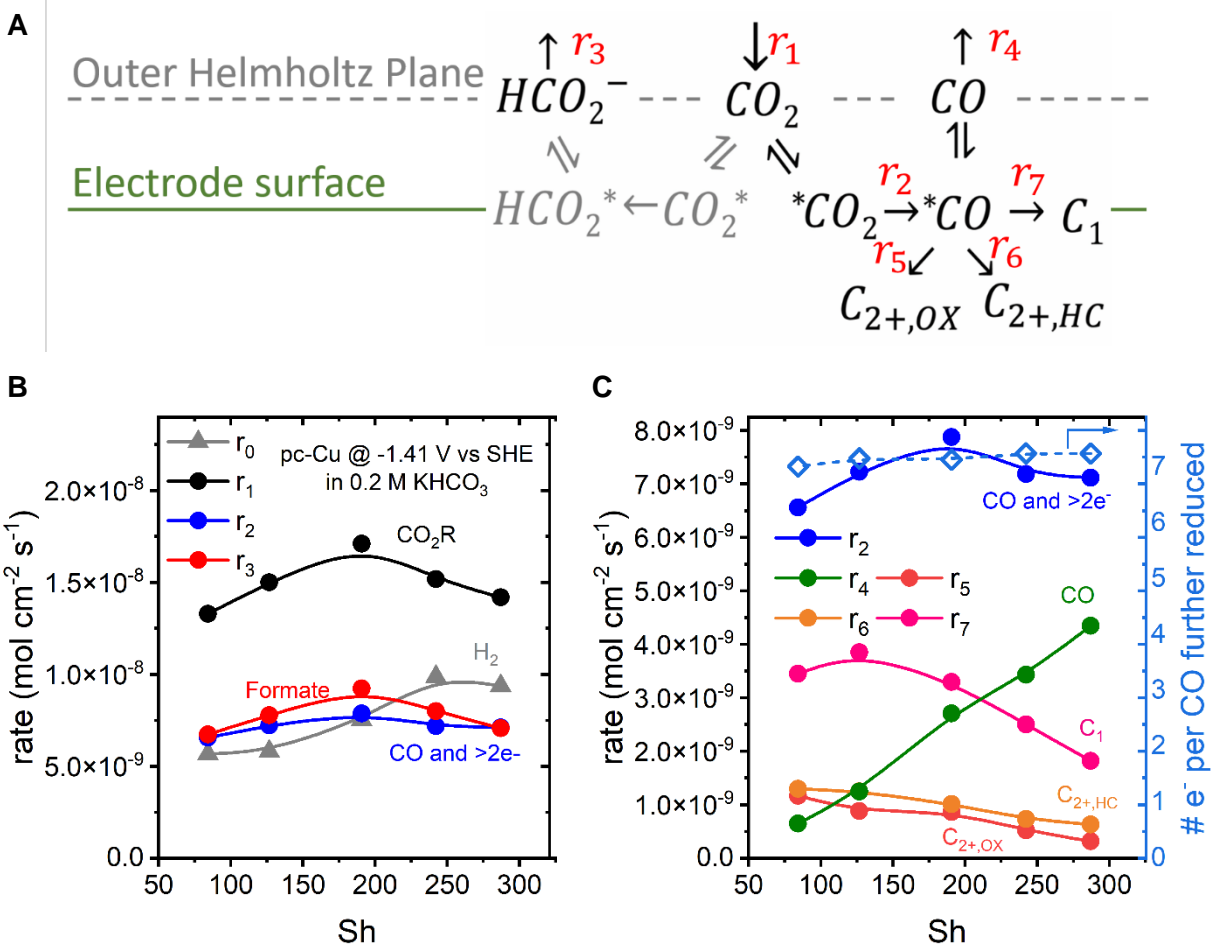 A
↑ r₃ ↓ r₁ ↑ r₄
Outer Helmholtz Plane HCO₂⁻ CO₂ CO
⇌ ⇌ ⇌ ⇌
Electrode surface HCO₂* ← CO₂* *CO₂ → *CO → C₁
r₂ r₇
r₅ r₆
C₂₊,OX C₂₊,HC
B
r₀
r₁
r₂
r₃
pc-Cu @ -1.41 V vs SHE
in 0.2 M KHCO₃
CO₂R
H₂
Formate
CO and >2e-
2.0×10⁻⁸
1.5×10⁻⁸
1.0×10⁻⁸
5.0×10⁻⁹
0.0
rate (mol cm⁻² s⁻¹)
50 100 150 200 250 300
Sh
C
8.0×10⁻⁹
7.0×10⁻⁹
6.0×10⁻⁹
5.0×10⁻⁹
4.0×10⁻⁹
3.0×10⁻⁹
2.0×10⁻⁹
1.0×10⁻⁹
0.0
rate (mol cm⁻² s⁻¹)
CO and >2e⁻
r₂
r₄ r₅
r₆ r₇
CO
C₁
C₂₊,HC
C₂₊,OX
7
6
5
4
3
2
1
0
# e⁻ per CO further reduced
50 100 150 200 250 300
Sh